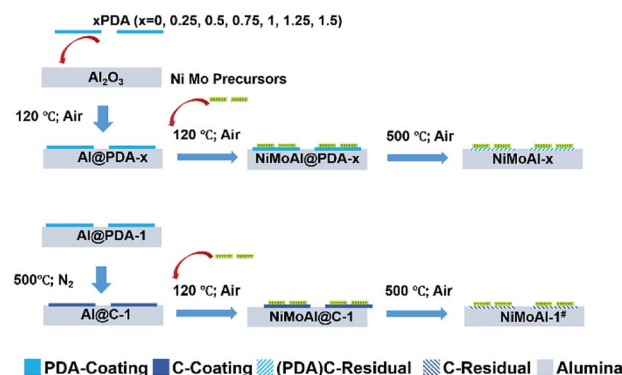 xPDA (x=0, 0.25, 0.5, 0.75, 1, 1.25, 1.5)
Al₂O₃
Ni Mo Precursors
120 ℃; Air
120 ℃; Air
500 ℃; Air
Al@PDA-x
NiMoAl@PDA-x
NiMoAl-x
Al@PDA-1
500℃; N₂
120 ℃; Air
500 ℃; Air
Al@C-1
NiMoAl@C-1
NiMoAl-1#
PDA-Coating C-Coating (PDA)C-Residual C-Residual Alumina